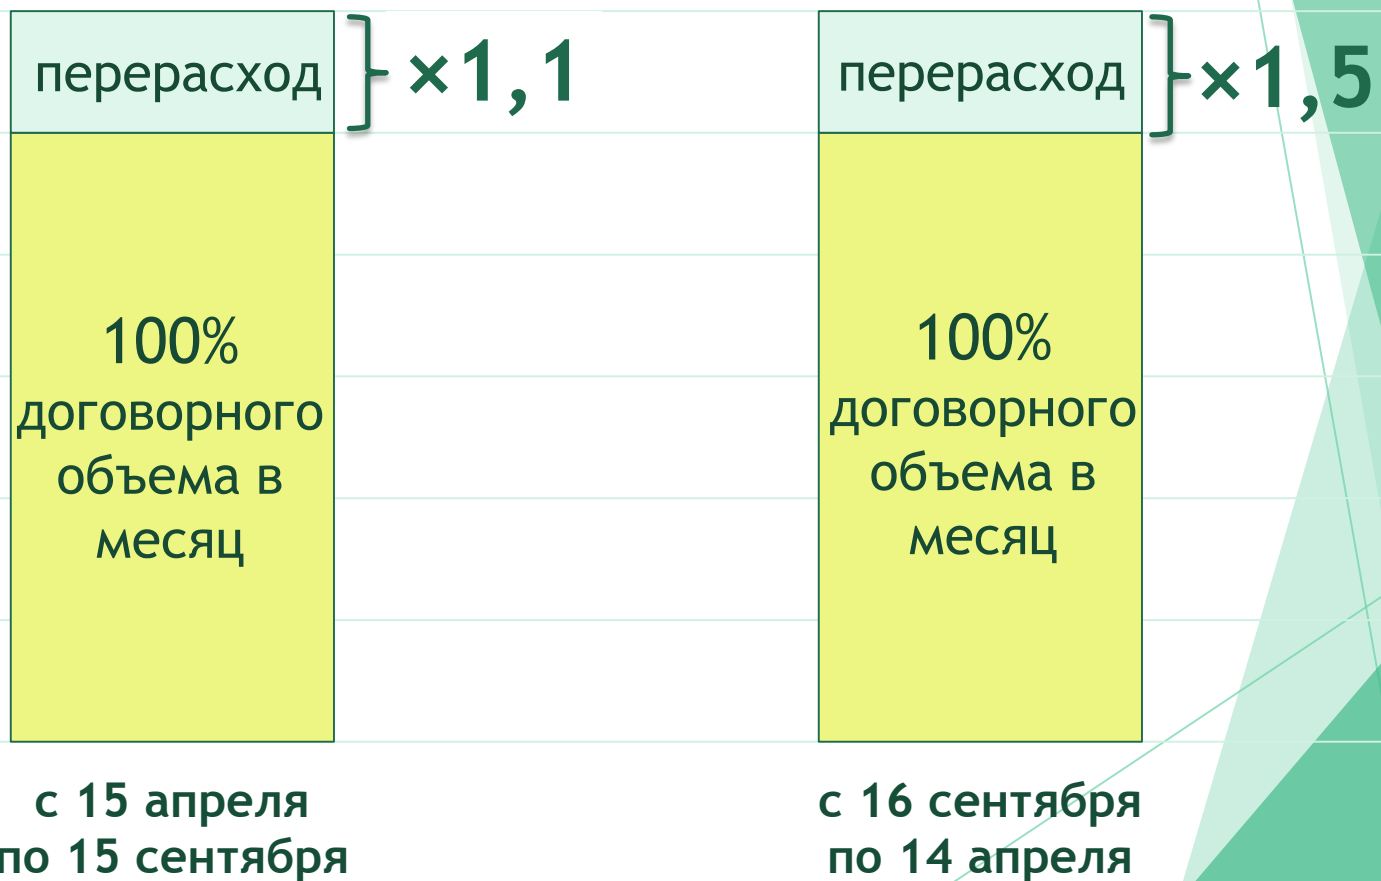 перерасход
×1,1
100%
договорного
объема в
месяц
с 15 апреля
по 15 сентября
перерасход
×1,5
100%
договорного
объема в
месяц
с 16 сентября
по 14 апреля